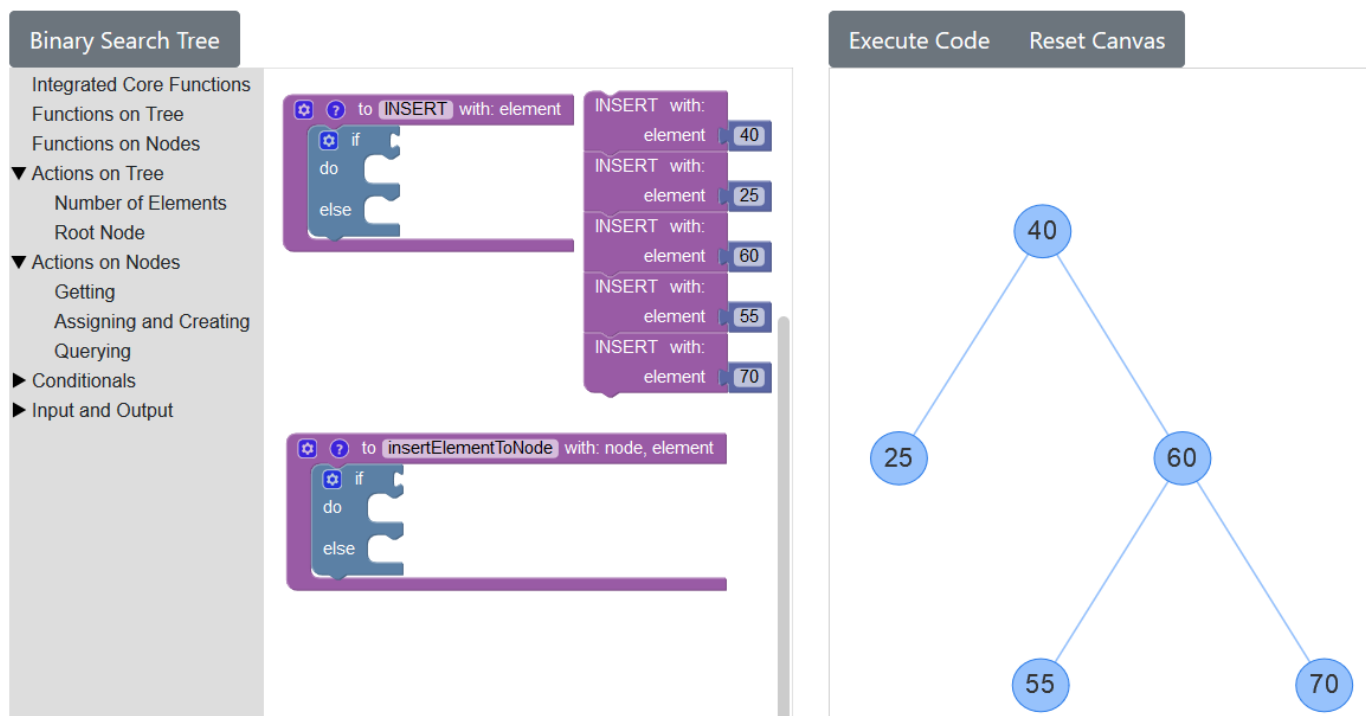 Binary Search Tree
Execute Code
Reset Canvas
Integrated Core Functions
Functions on Tree
Functions on Nodes
Actions on Tree
Number of Elements
Root Node
Actions on Nodes
Getting
Assigning and Creating
Querying
Conditionals
Input and Output
? to INSERT with: element
if
do
else
INSERT with:
element 40
INSERT with:
element 25
INSERT with:
element 60
INSERT with:
element 55
INSERT with:
element 70
? to insertElementToNode with: node, element
if
do
else
40
25
60
55
70